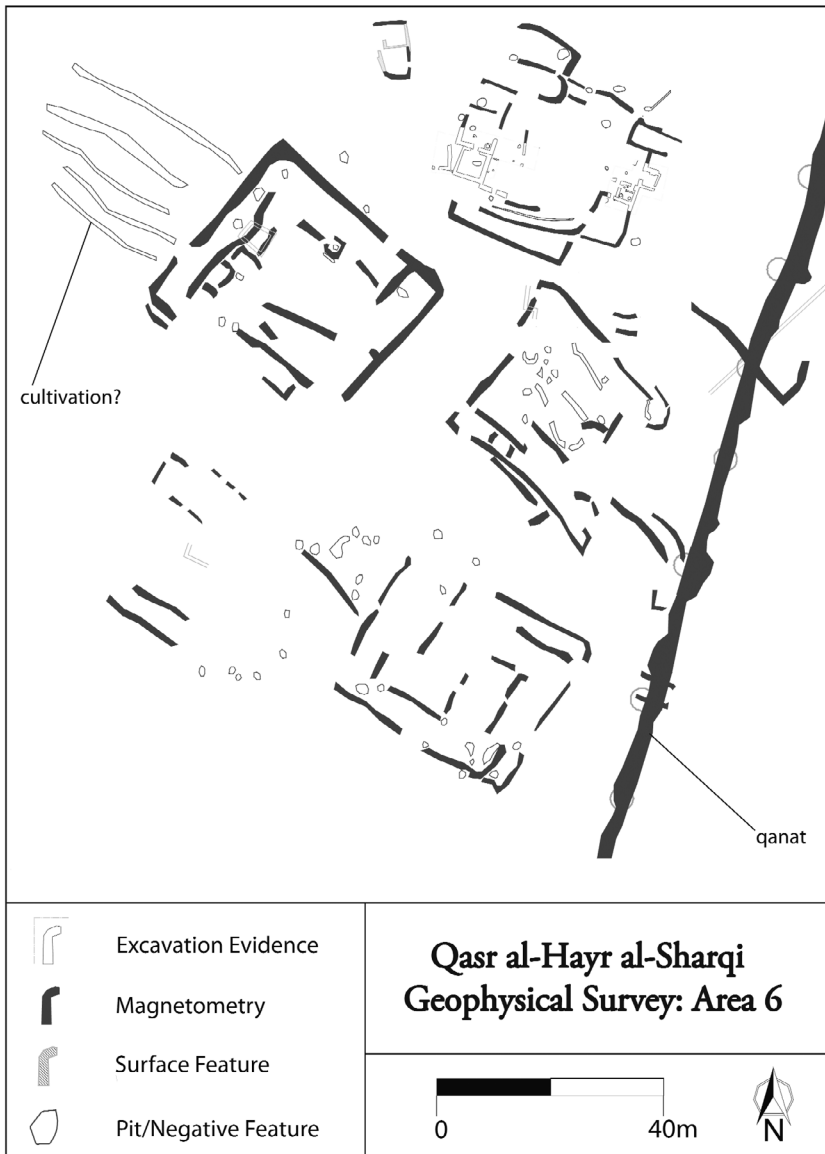 cultivation?
qanat
Excavation Evidence
Magnetometry
Surface Feature
Pit/Negative Feature
Qasr al-Hayr al-Sharqi
Geophysical Survey: Area 6
0 40m
N